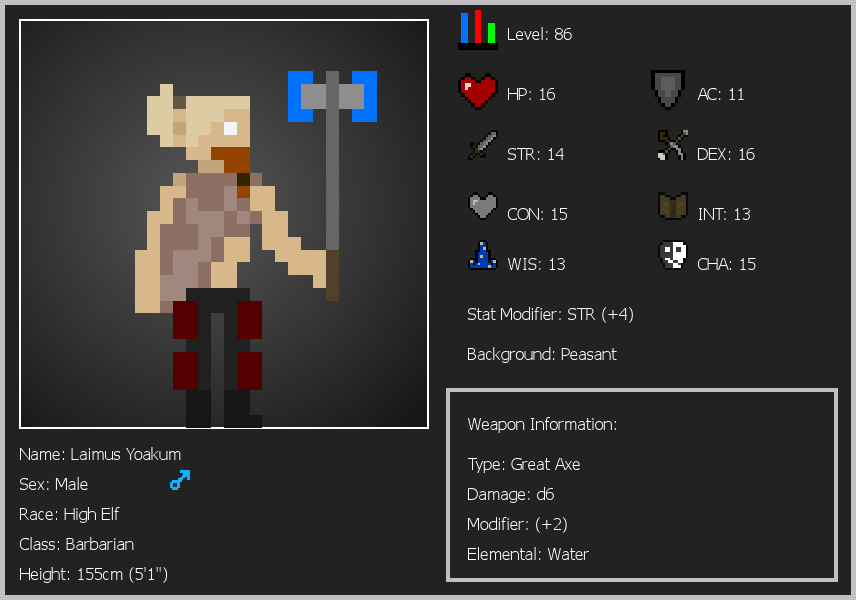 Level: 86
HP: 16
AC: 11
STR: 14
DEX: 16
CON: 15
INT: 13
WIS: 13
CHA: 15
Stat Modifier: STR (+4)
Background: Peasant
Weapon Information:
Type: Great Axe
Damage: d6
Modifier: (+2)
Elemental: Water
Name: Laimus Yoakum
Sex: Male
Race: High Elf
Class: Barbarian
Height: 155cm (5'1")